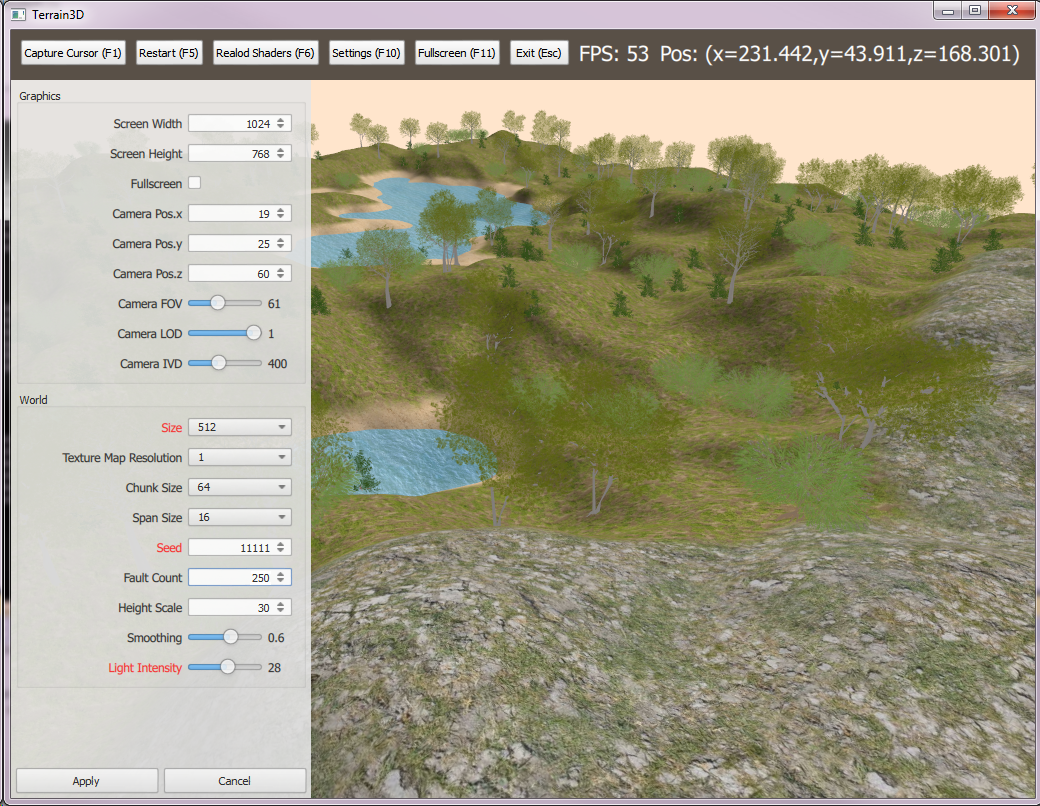 Terrain3D
Capture Cursor (F1) Restart (F5) Realod Shaders (F6) Settings (F10) Fullscreen (F11) Exit (Esc) FPS: 53 Pos: (x=231.442,y=43.911,z=168.301)
Graphics
Screen Width 1024
Screen Height 768
Fullscreen
Camera Pos.x 19
Camera Pos.y 25
Camera Pos.z 60
Camera FOV 61
Camera LOD 1
Camera IVD 400
World
Size 512
Texture Map Resolution 1
Chunk Size 64
Span Size 16
Seed 11111
Fault Count 250
Height Scale 30
Smoothing 0.6
Light Intensity 28
Apply Cancel